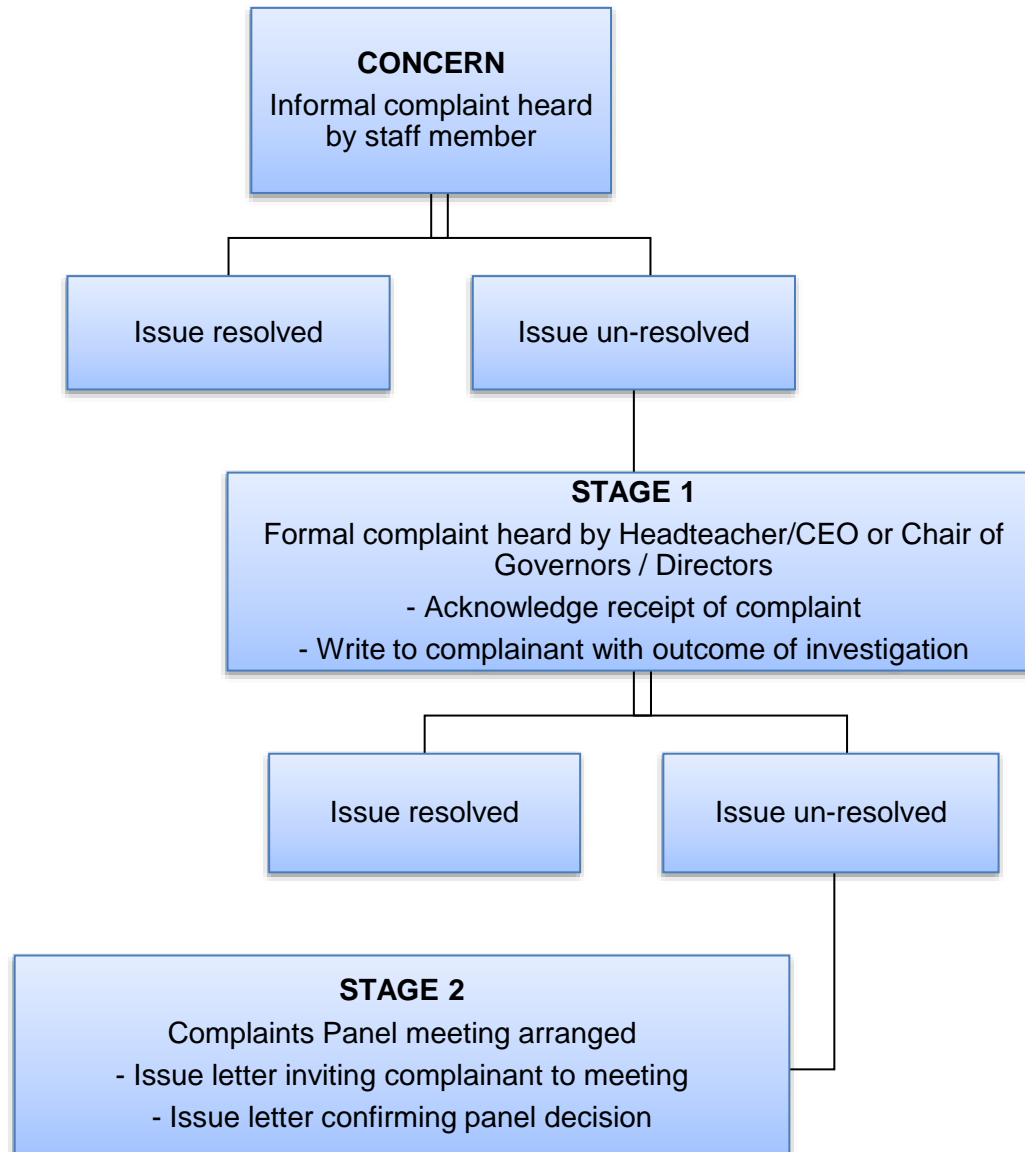 CONCERN
Informal complaint heard
by staff member
Issue resolved
Issue un-resolved
STAGE 1
Formal complaint heard by Headteacher/CEO or Chair of
Governors / Directors
- Acknowledge receipt of complaint
- Write to complainant with outcome of investigation
Issue resolved
Issue un-resolved
STAGE 2
Complaints Panel meeting arranged
- Issue letter inviting complainant to meeting
- Issue letter confirming panel decision